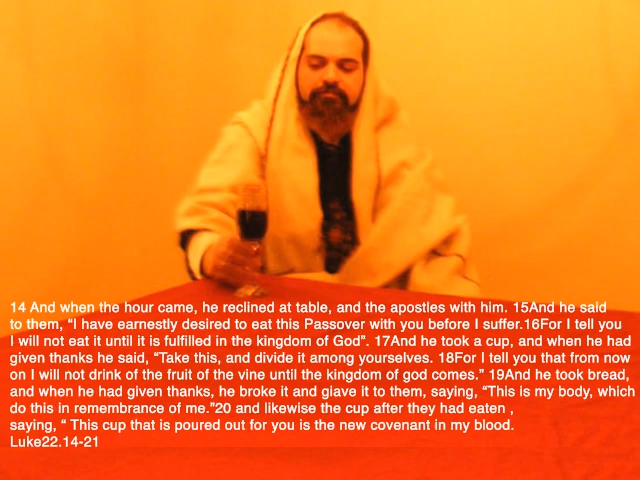 14 And when the hour came, he reclined at table, and the apostles with him. 15And he said
to them, “I have earnestly desired to eat this Passover with you before I suffer.16For I tell you
I will not eat it until it is fulfilled in the kingdom of God”. 17And he took a cup, and when he had
given thanks he said, “Take this, and divide it among yourselves. 18For I tell you that from now
on I will not drink of the fruit of the vine until the kingdom of god comes.” 19And he took bread,
and when he had given thanks, he broke it and giave it to them, saying, “This is my body, which
do this in remembrance of me.”20 and likewise the cup after they had eaten ,
saying, “ This cup that is poured out for you is the new covenant in my blood.
Luke22.14-21